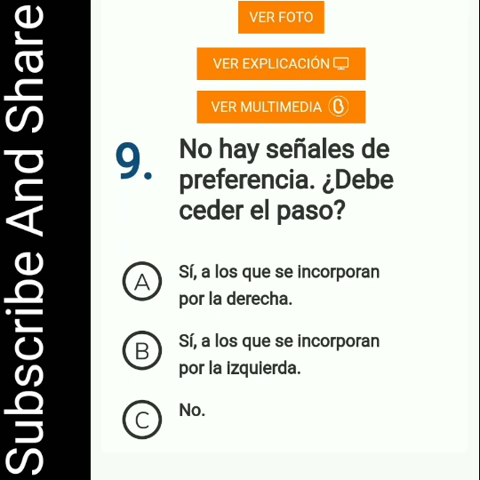 Subscribe And Share
VER FOTO
VER EXPLICACIÓN
VER MULTIMEDIA
9.
No hay señales de
preferencia. ¿Debe
ceder el paso?
A
Sí, a los que se incorporan
por la derecha.
B
Sí, a los que se incorporan
por la izquierda.
C
No.